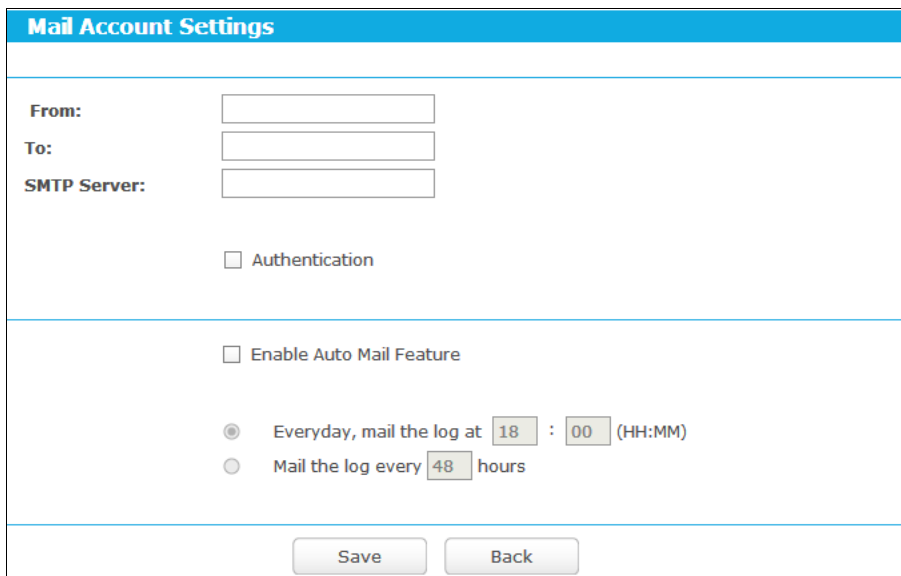 Mail Account Settings
From:
To:
SMTP Server:
Authentication
Enable Auto Mail Feature
Everyday, mail the log at 18 : 00 (HH:MM)
Mail the log every 48 hours
Save Back